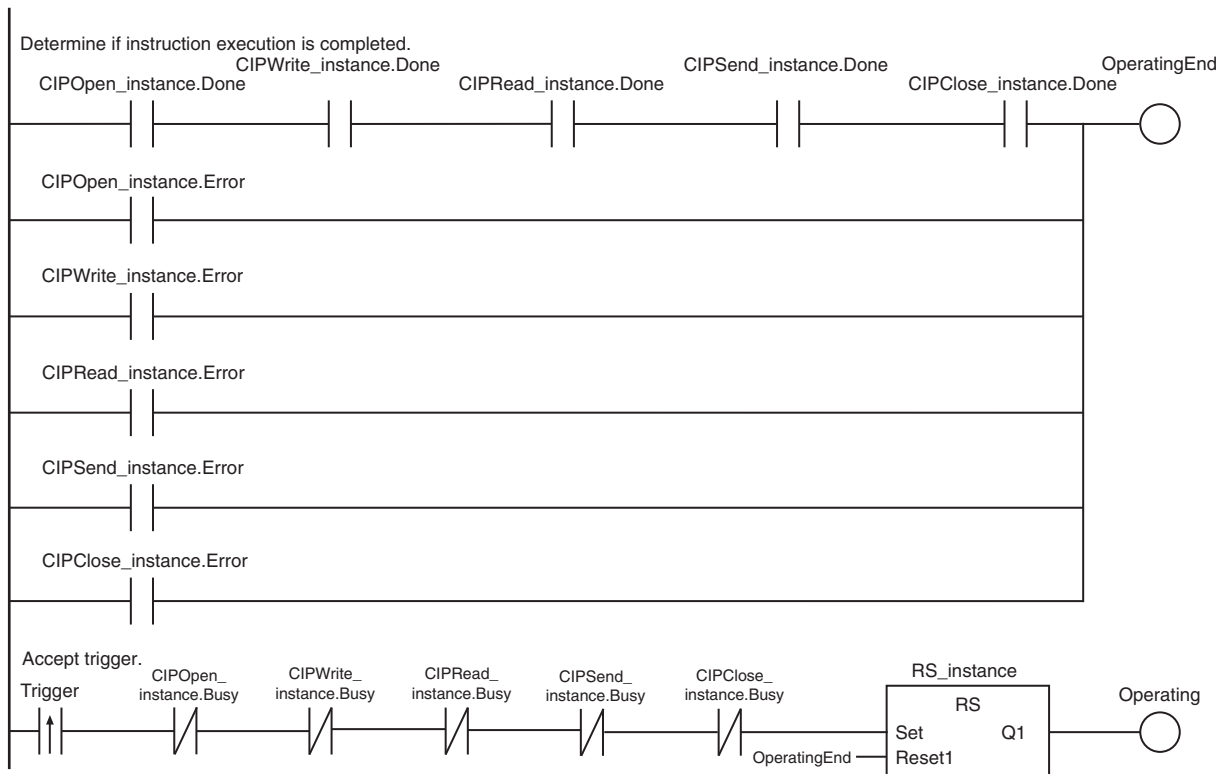 Determine if instruction execution is completed.
CIPOpen_instance.Done
CIPWrite_instance.Done
CIPRead_instance.Done
CIPSend_instance.Done
CIPClose_instance.Done
OperatingEnd
CIPOpen_instance.Error
CIPWrite_instance.Error
CIPRead_instance.Error
CIPSend_instance.Error
CIPClose_instance.Error
Accept trigger.
Trigger
CIPOpen_
instance.Busy
CIPWrite_
instance.Busy
CIPRead_
instance.Busy
CIPSend_
instance.Busy
CIPClose_
instance.Busy
RS_instance
RS
Set
Q1
OperatingEnd
Reset1
Operating